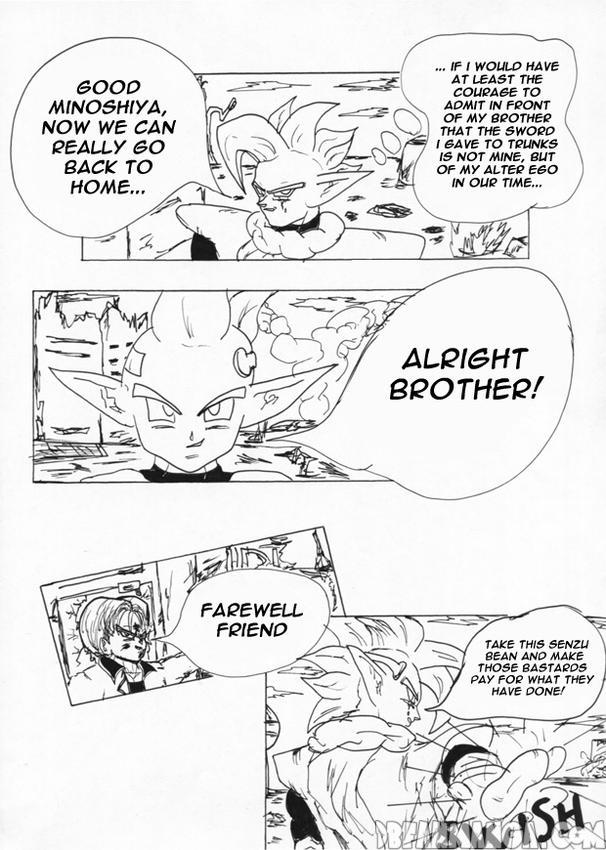 GOOD
MINOSHIYA,
NOW WE CAN
REALLY GO
BACK TO
HOME...
... IF I WOULD HAVE
AT LEAST THE
COURAGE TO
ADMIT IN FRONT
OF MY BROTHER
THAT THE SWORD
I GAVE TO TRUNKS
IS NOT MINE, BUT
OF MY ALTER EGO
IN OUR TIME...
ALRIGHT
BROTHER!
FAREWELL
FRIEND
TAKE THIS SENZU
BEAN AND MAKE
THOSE BASTARDS
PAY FOR WHAT THEY
HAVE DONE!
iSH